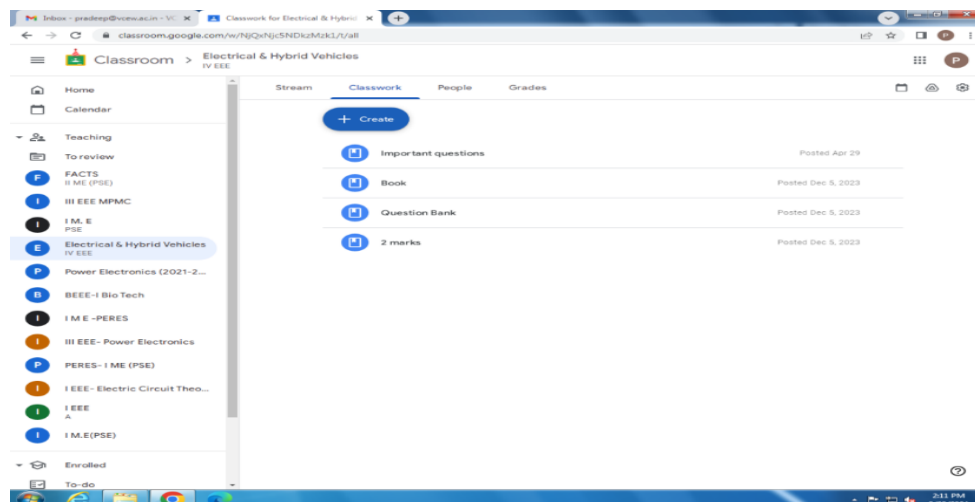 Inbox - pradeep@vcew.ac.in - VC
Classwork for Electrical & Hybrid
classroom.google.com/w/NjQxNjc5NDkzMzk1/t/all
Classroom > Electrical & Hybrid Vehicles
IV EEE
P
Home
Calendar
Teaching
To review
F FACTS
II ME (PSE)
I III EEE MPMC
I I M. E
PSE
E Electrical & Hybrid Vehicles
IV EEE
P Power Electronics (2021-2...
B BEEE-I Bio Tech
I I M E -PERES
I III EEE- Power Electronics
P PERES- I ME (PSE)
I I EEE- Electric Circuit Theo...
I I EEE
A
I I M.E(PSE)
Enrolled
To-do
Stream Classwork People Grades
+ Create
Important questions Posted Apr 29
Book Posted Dec 5, 2023
Question Bank Posted Dec 5, 2023
2 marks Posted Dec 5, 2023
2:11 PM